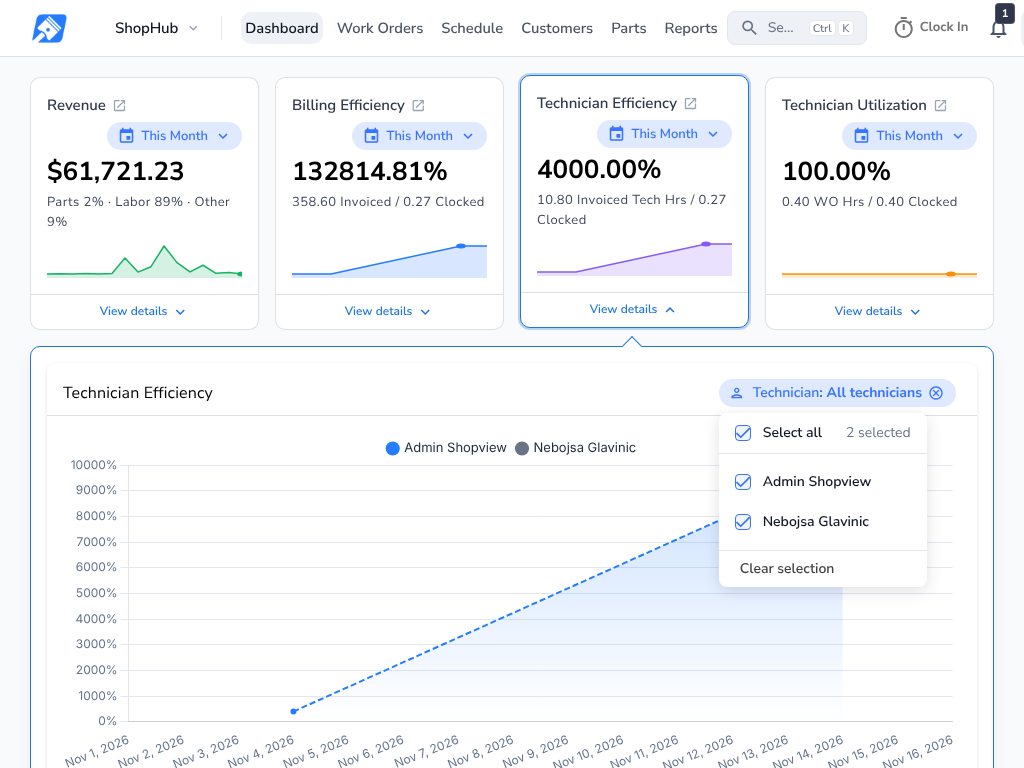 ShopHub
Dashboard
Work Orders
Schedule
Customers
Parts
Reports
Se...
Ctrl K
Clock In
1
Revenue
This Month
$61,721.23
Parts 2% · Labor 89% · Other
9%
View details
Billing Efficiency
This Month
132814.81%
358.60 Invoiced / 0.27 Clocked
View details
Technician Efficiency
This Month
4000.00%
10.80 Invoiced Tech Hrs / 0.27
Clocked
View details
Technician Utilization
This Month
100.00%
0.40 WO Hrs / 0.40 Clocked
View details
Technician Efficiency
Technician: All technicians
Select all 2 selected
Admin Shopview
Nebojsa Glavinic
Clear selection
Admin Shopview Nebojsa Glavinic
10000%
9000%
8000%
7000%
6000%
5000%
4000%
3000%
2000%
1000%
0%
Nov 1, 2026
Nov 2, 2026
Nov 3, 2026
Nov 4, 2026
Nov 5, 2026
Nov 6, 2026
Nov 7, 2026
Nov 8, 2026
Nov 9, 2026
Nov 10, 2026
Nov 11, 2026
Nov 12, 2026
Nov 13, 2026
Nov 14, 2026
Nov 15, 2026
Nov 16, 2026